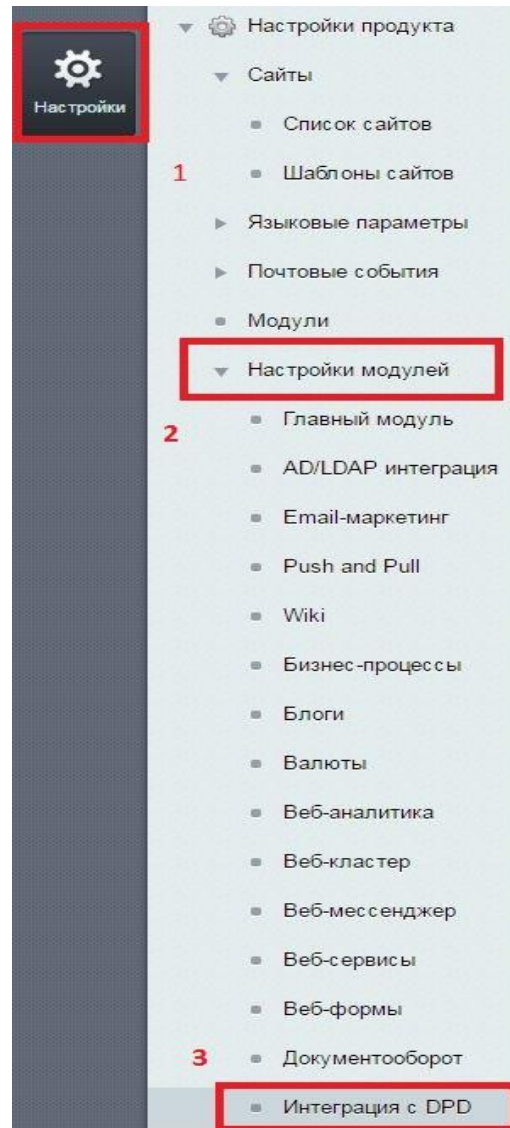 Настройки
Настройки продукта
Сайты
Список сайтов
1
Шаблоны сайтов
Языковые параметры
Почтовые события
Модули
Настройки модулей
2
Главный модуль
AD/LDAP интеграция
Email-маркетинг
Push and Pull
Wiki
Бизнес-процессы
Блоги
Валюты
Веб-аналитика
Веб-кластер
Веб-мессенджер
Веб-сервисы
Веб-формы
3
Документооборот
Интеграция с DPD